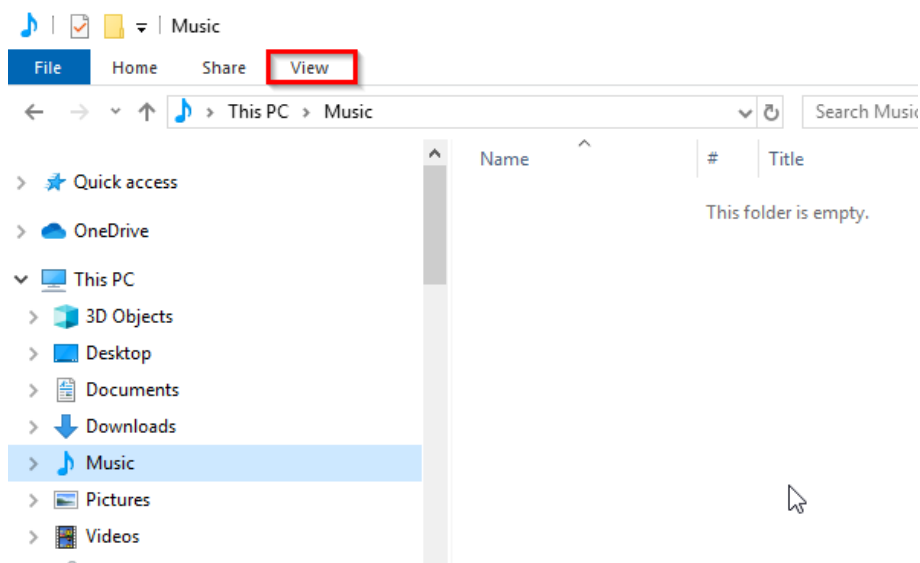 Music
File Home Share View
This PC > Music Search Music
Name # Title
Quick access
This folder is empty.
OneDrive
This PC
3D Objects
Desktop
Documents
Downloads
Music
Pictures
Videos